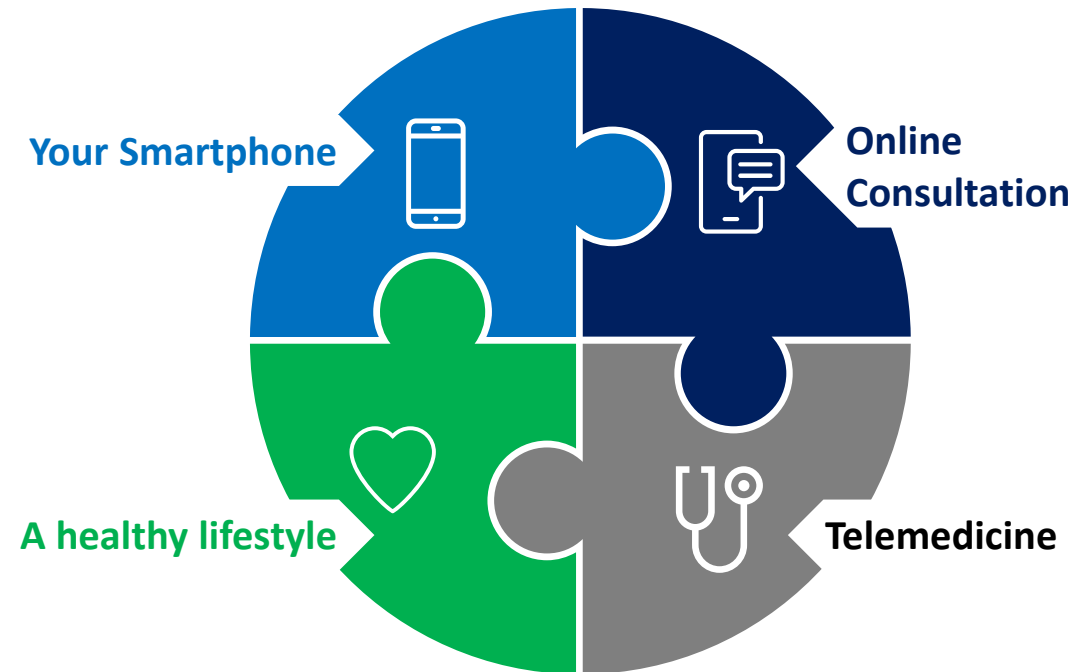 Your Smartphone
Online
Consultation
A healthy lifestyle
Telemedicine